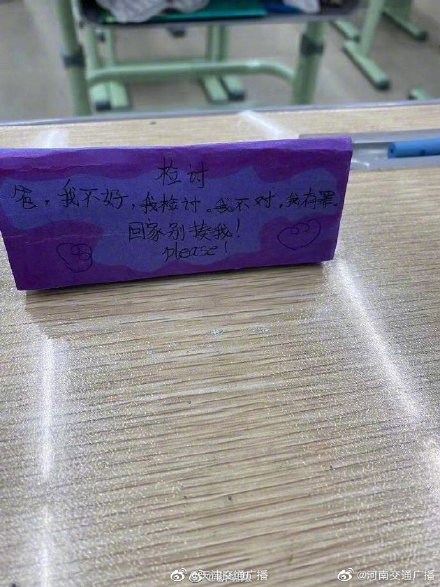 检讨
爸，我不好，我检讨。我不对，我有罪。
回家别揍我！
please！
@天津交通广播
@河南交通广播